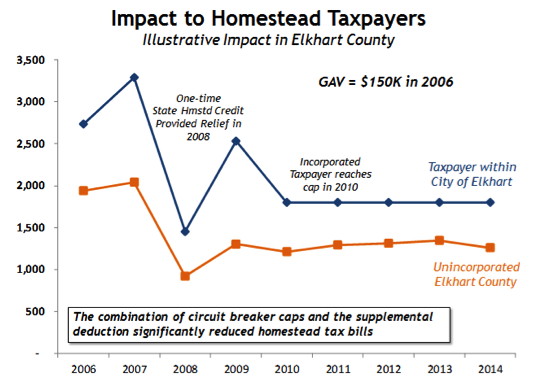 Impact to Homestead Taxpayers
Illustrative Impact in Elkhart County
3,500
3,000
2,500
2,000
1,500
1,000
500
-
GAV = $150K in 2006
One-time
State Hmstd Credit
Provided Relief in
2008
Incorporated
Taxpayer reaches
cap in 2010
Taxpayer within
City of Elkhart
Unincorporated
Elkhart County
The combination of circuit breaker caps and the supplemental
deduction significantly reduced homestead tax bills
2006 2007 2008 2009 2010 2011 2012 2013 2014